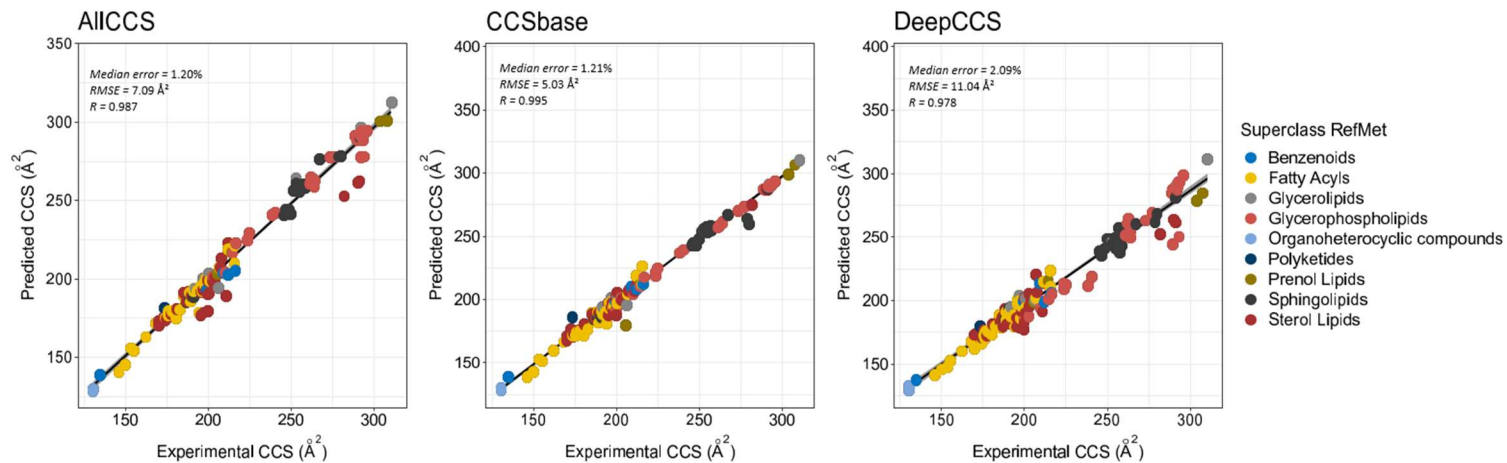 AllCCS
Median error = 1.20%
RMSE = 7.09 Å²
R = 0.987
350
300
250
200
150
Predicted CCS (Å²)
150
200
250
300
Experimental CCS (Å²)
CCSbase
Median error = 1.21%
RMSE = 5.03 Å²
R = 0.995
400
350
300
250
200
150
Predicted CCS (Å²)
150
200
250
300
Experimental CCS (Å²)
DeepCCS
Median error = 2.09%
RMSE = 11.04 Å²
R = 0.978
400
350
300
250
200
150
Predicted CCS (Å²)
150
200
250
300
Experimental CCS (Å²)
Superclass RefMet
Benzenoids
Fatty Acyls
Glycerolipids
Glycerophospholipids
Organoheterocyclic compounds
Polyketides
Prenol Lipids
Sphingolipids
Sterol Lipids